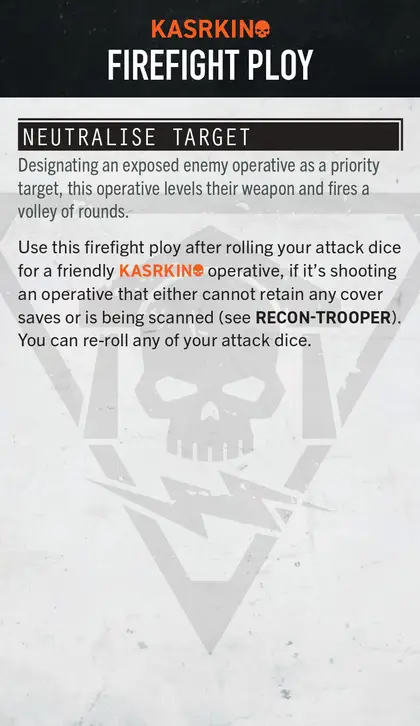 KASRKIN
FIREFIGHT PLOY
NEUTRALISE TARGET
Designating an exposed enemy operative as a priority
target, this operative levels their weapon and fires a
volley of rounds.
Use this firefight ploy after rolling your attack dice
for a friendly KASRKIN operative, if it’s shooting
an operative that either cannot retain any cover
saves or is being scanned (see RECON-TROOPER).
You can re-roll any of your attack dice.